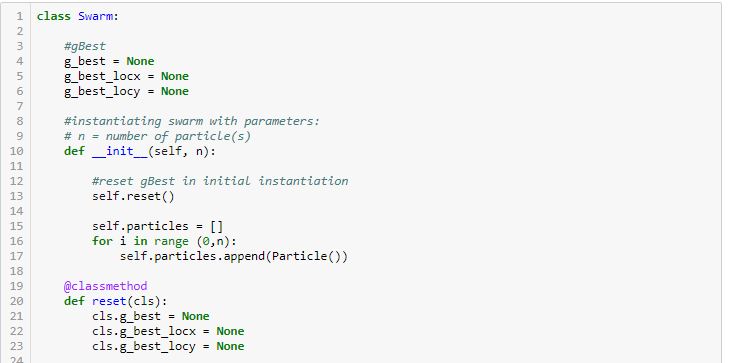 1 class Swarm:
2
3     #gBest
4     g_best = None
5     g_best_locx = None
6     g_best_locy = None
7
8     #instantiating swarm with parameters:
9     # n = number of particle(s)
10     def __init__(self, n):
11
12         #reset gBest in initial instantiation
13         self.reset()
14
15         self.particles = []
16         for i in range (0,n):
17             self.particles.append(Particle())
18
19     @classmethod
20     def reset(cls):
21         cls.g_best = None
22         cls.g_best_locx = None
23         cls.g_best_locy = None
24